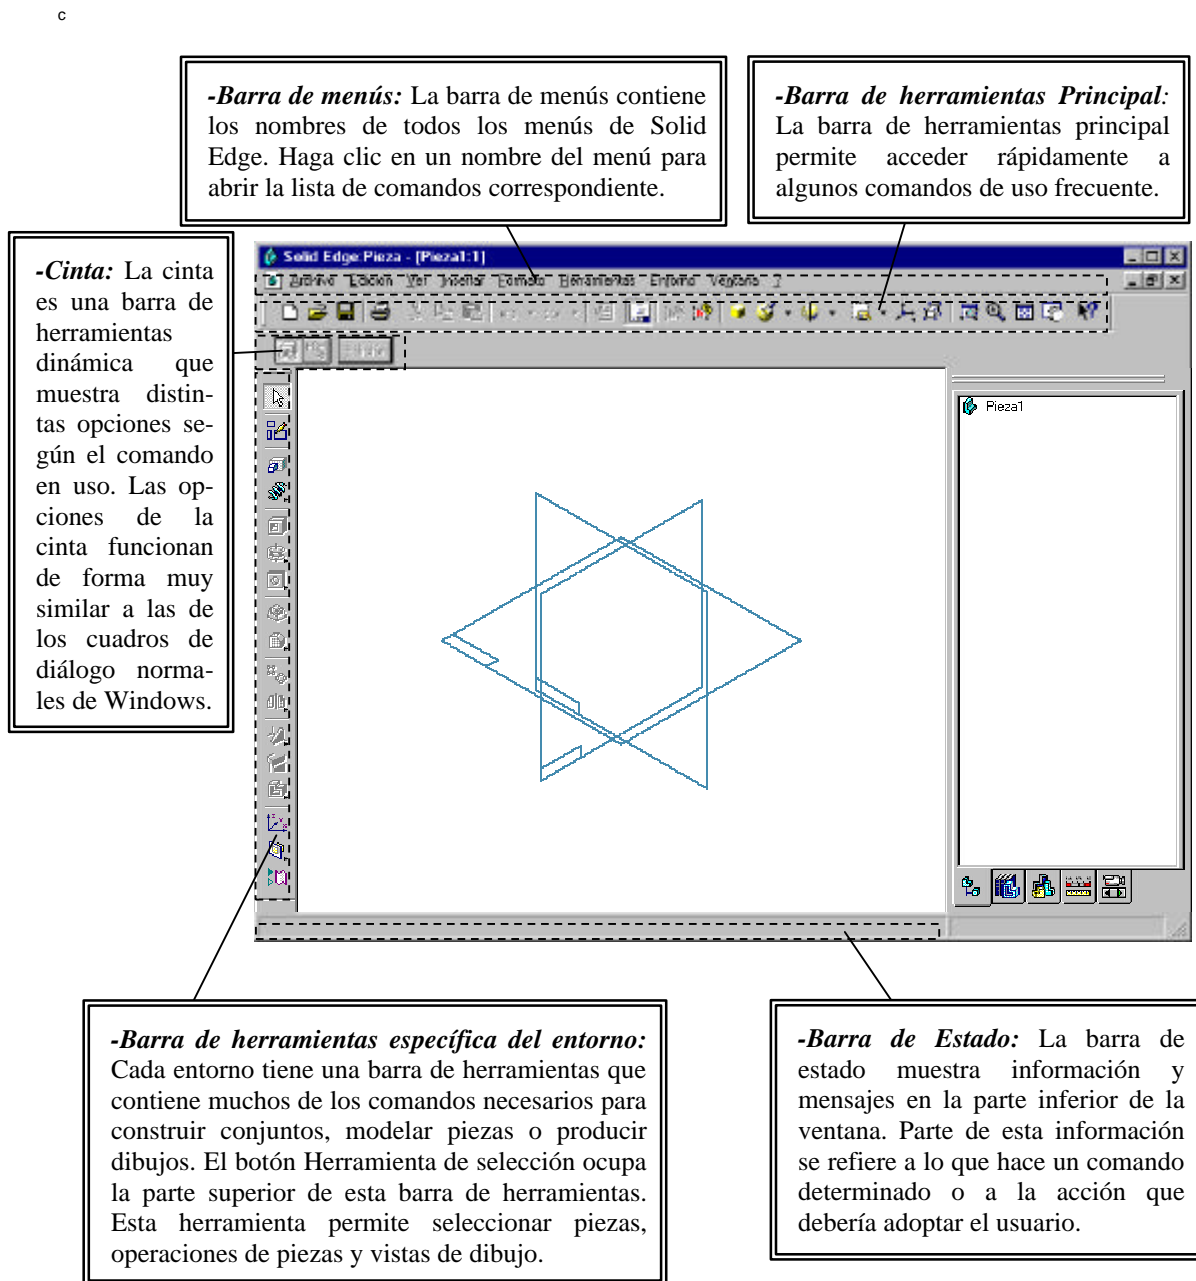 c
-Barra de menús: La barra de menús contiene
los nombres de todos los menús de Solid
Edge. Haga clic en un nombre del menú para
abrir la lista de comandos correspondiente.
-Barra de herramientas Principal:
La barra de herramientas principal
permite acceder rápidamente a
algunos comandos de uso frecuente.
-Cinta: La cinta
es una barra de
herramientas
dinámica que
muestra distin-
tas opciones se-
gún el comando
en uso. Las op-
ciones de la
cinta funcionan
de forma muy
similar a las de
los cuadros de
diálogo norma-
les de Windows.
Solid Edge:Pieza - [Pieza1:1]
Archivo Edición Ver Insertar Formato Herramientas Entorno Ventana ?
Pieza1
-Barra de herramientas específica del entorno:
Cada entorno tiene una barra de herramientas que
contiene muchos de los comandos necesarios para
construir conjuntos, modelar piezas o producir
dibujos. El botón Herramienta de selección ocupa
la parte superior de esta barra de herramientas.
Esta herramienta permite seleccionar piezas,
operaciones de piezas y vistas de dibujo.
-Barra de Estado: La barra de
estado muestra información y
mensajes en la parte inferior de la
ventana. Parte de esta información
se refiere a lo que hace un comando
determinado o a la acción que
debería adoptar el usuario.